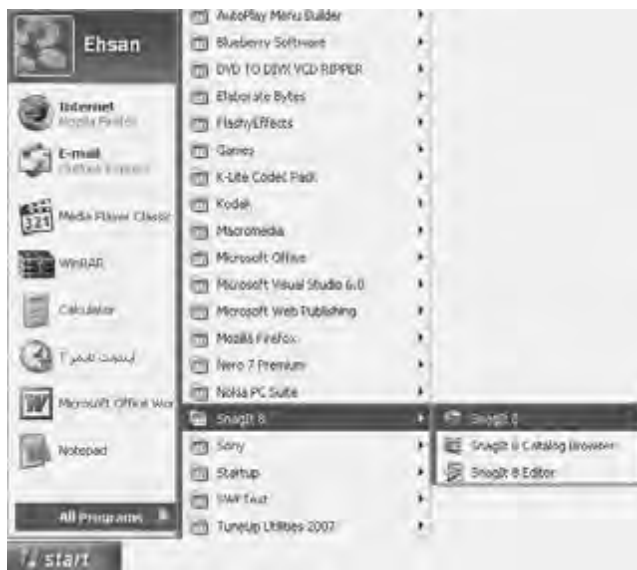 Ehsan
Internet
Mozilla Firefox
E-mail
Outlook Express
Media Player Classic
WinRAR
Calculator
Microsoft Office Wor
Notepad
All Programs
start
AutoPlay Menu Builder
Blueberry Software
DVD TO DIVX VCD RIPPER
Elaborate Bytes
FlashyEffects
Games
K-Lite Codec Pack
Kodak
Macromedia
Microsoft Office
Microsoft Visual Studio 6.0
Microsoft Web Publishing
Mozilla Firefox
Nero 7 Premium
Nokia PC Suite
SnagIt 8
Sony
Startup
SWF Text
TuneUp Utilities 2007
SnagIt 8
SnagIt 8 Catalog Browser
SnagIt 8 Editor